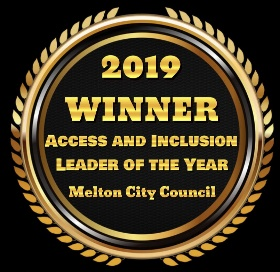 2019
WINNER
ACCESS AND INCLUSION
LEADER OF THE YEAR
Melton City Council